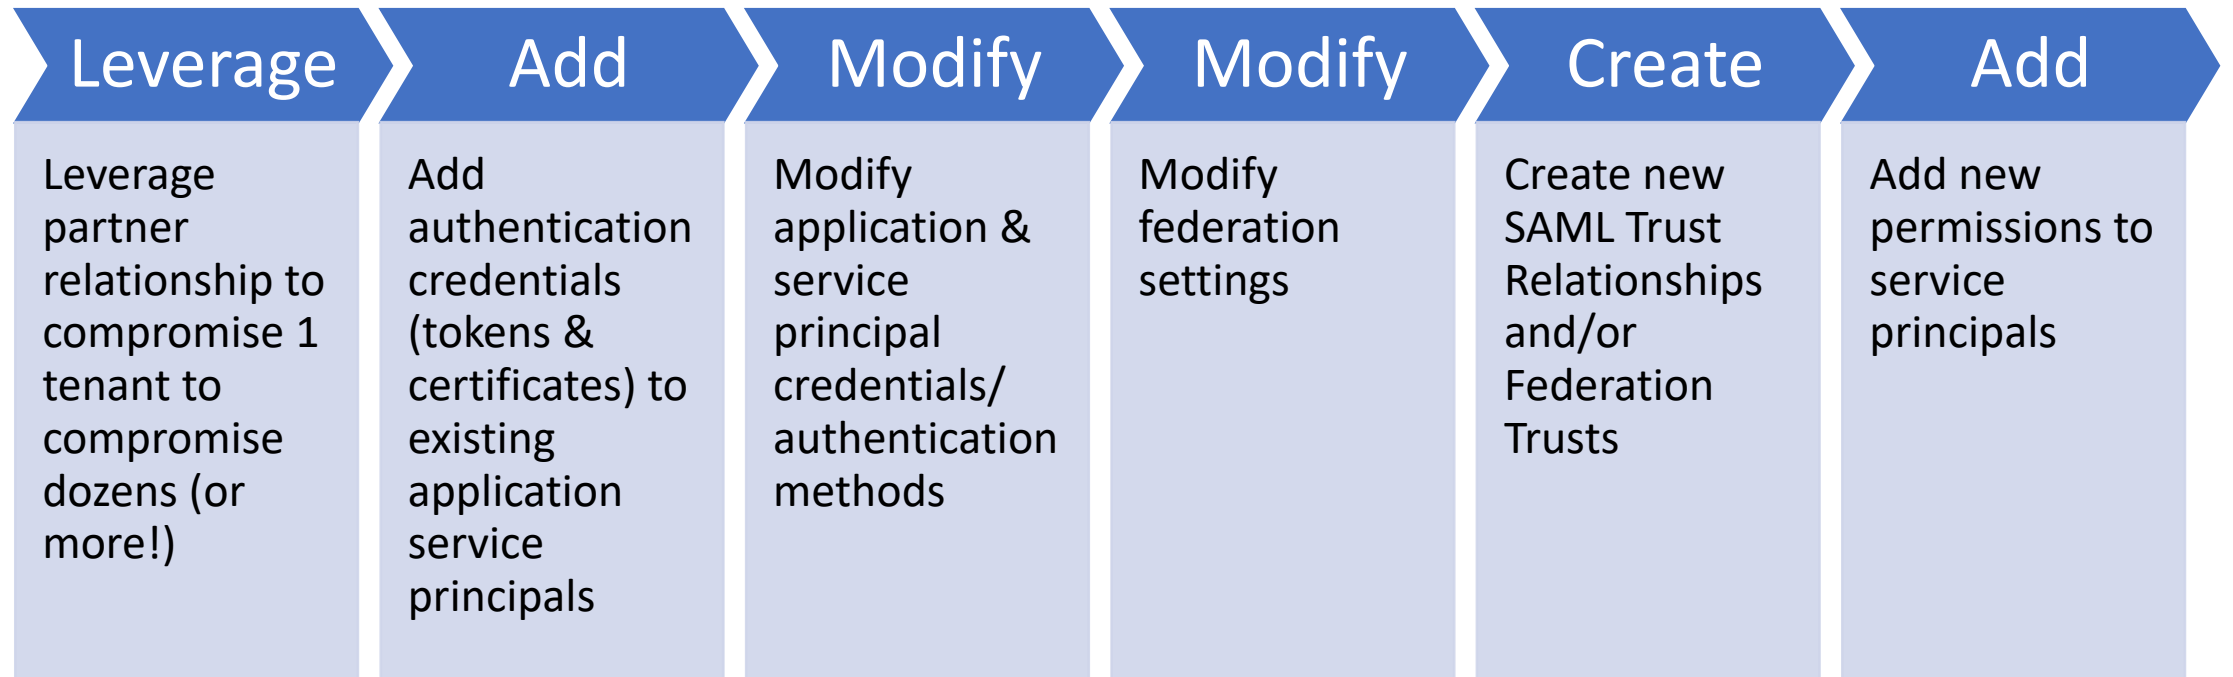 Leverage
Leverage
partner
relationship to
compromise 1
tenant to
compromise
dozens (or
more!)
Add
Add
authentication
credentials
(tokens &
certificates) to
existing
application
service
principals
Modify
Modify
application &
service
principal
credentials/
authentication
methods
Modify
Modify
federation
settings
Create
Create new
SAML Trust
Relationships
and/or
Federation
Trusts
Add
Add new
permissions to
service
principals